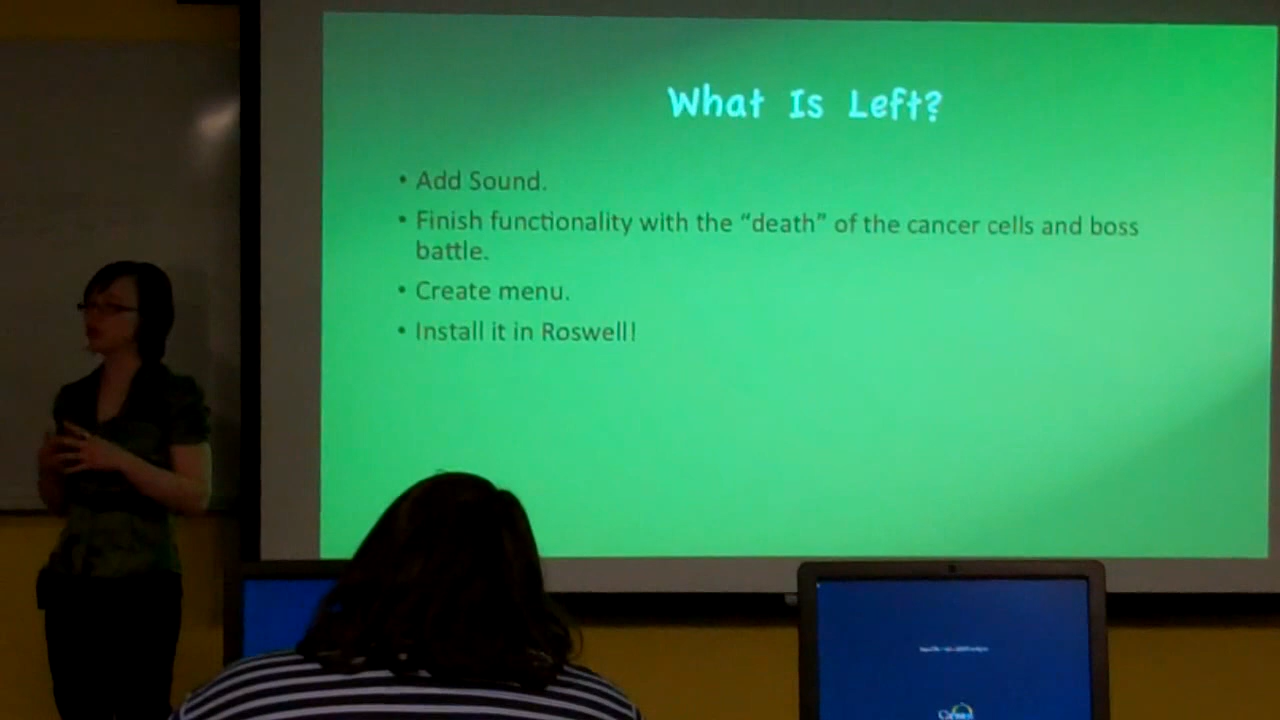 What Is Left?
• Add Sound.
• Finish functionality with the “death” of the cancer cells and boss
battle.
• Create menu.
• Install it in Roswell!